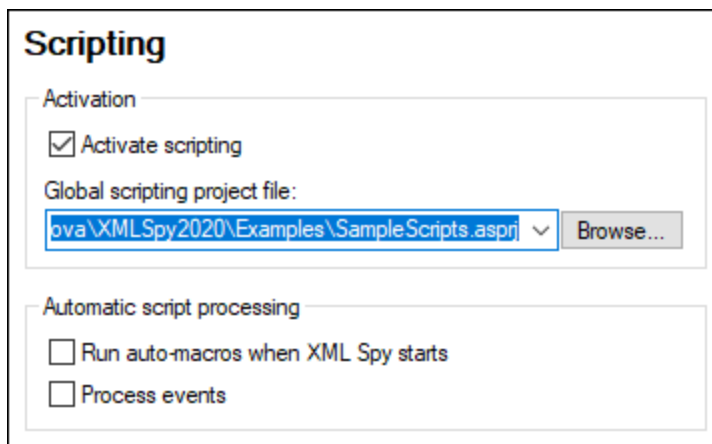 Scripting
Activation
Activate scripting
Global scripting project file:
ova\XMLSpy2020\Examples\SampleScripts.asprj
Browse...
Automatic script processing
Run auto-macros when XML Spy starts
Process events